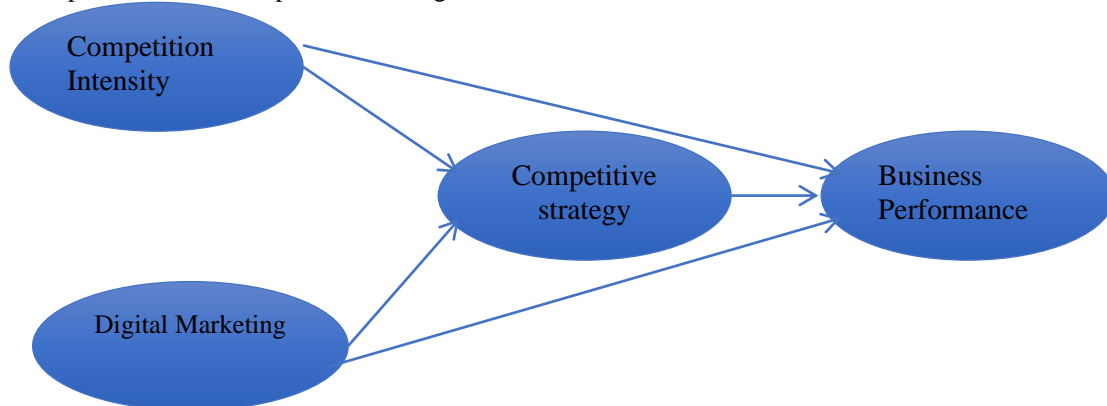 Competition
Intensity
Competitive
strategy
Business
Performance
Digital Marketing